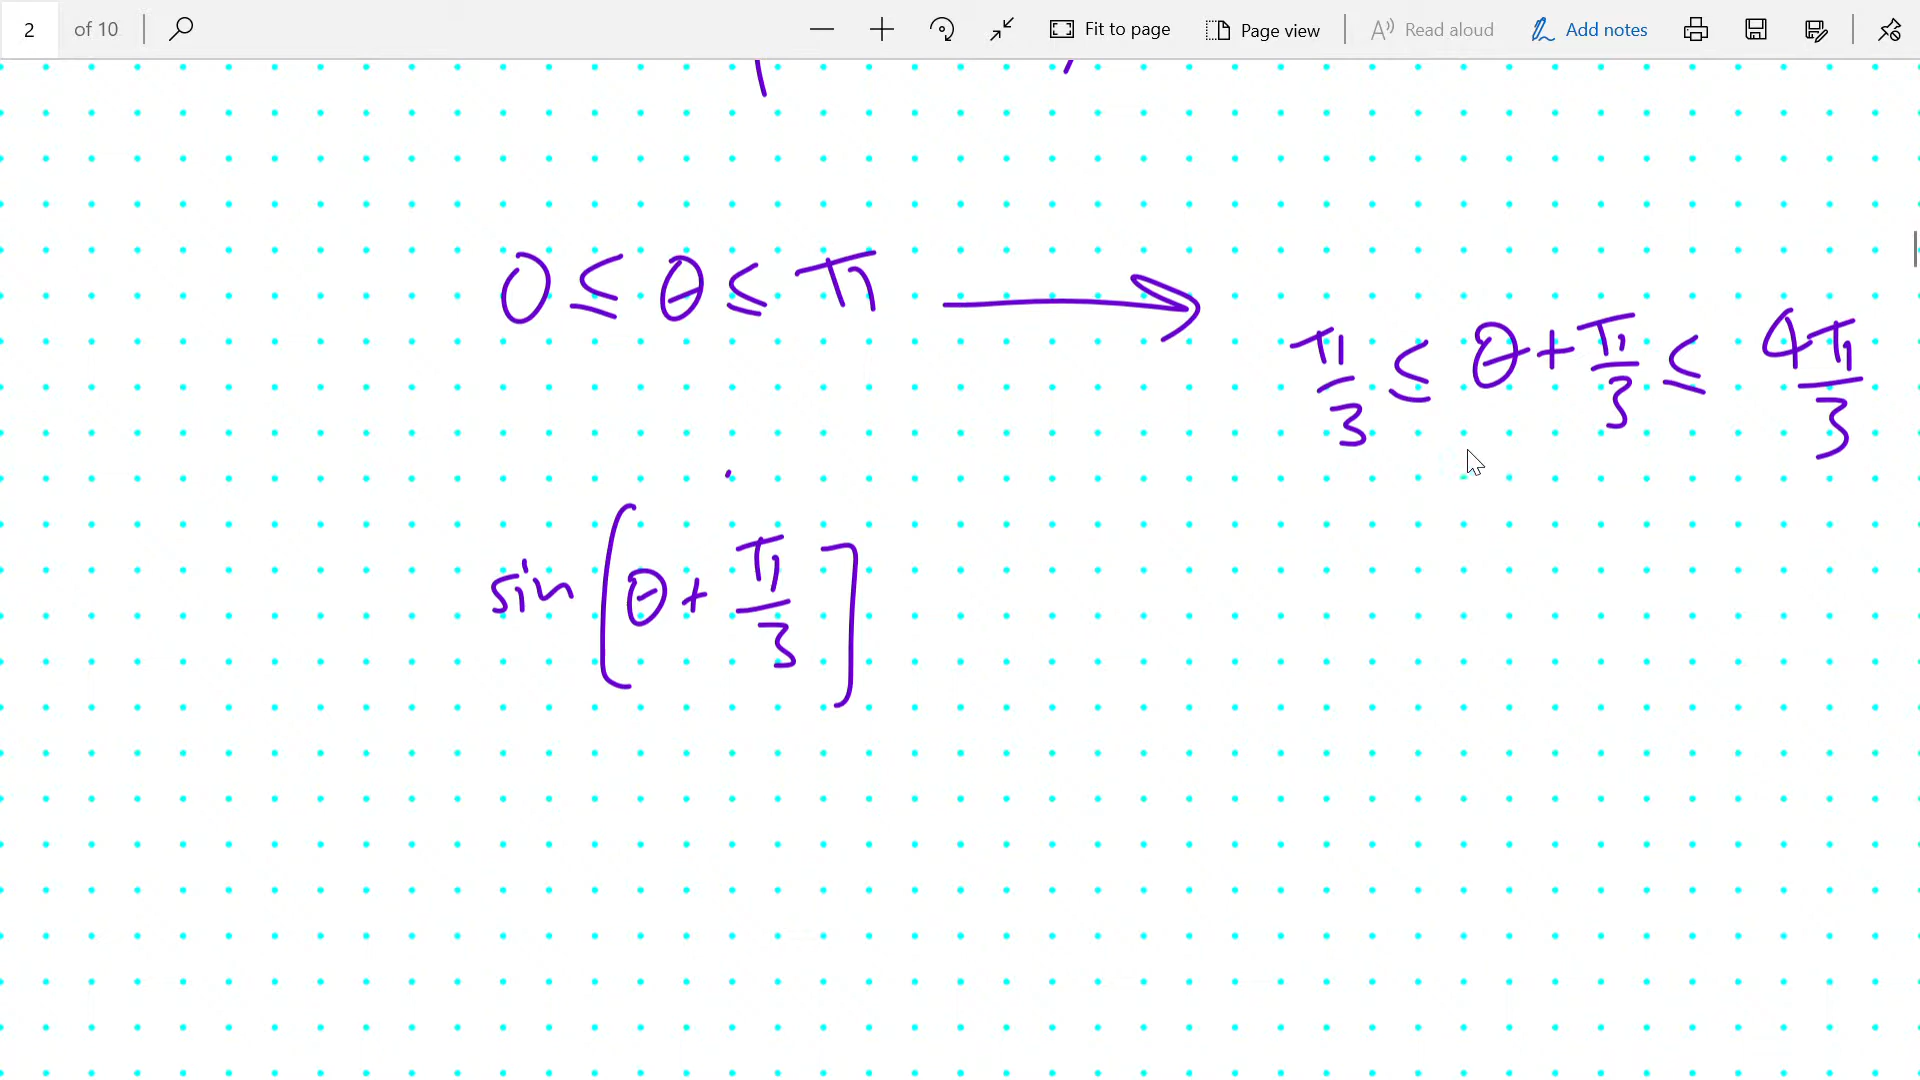 2 of 10 Fit to page Page view Read aloud Add notes
0 ≤ θ ≤ π →
π/3 ≤ θ + π/3 ≤ 4π/3
sin [θ + π/3]